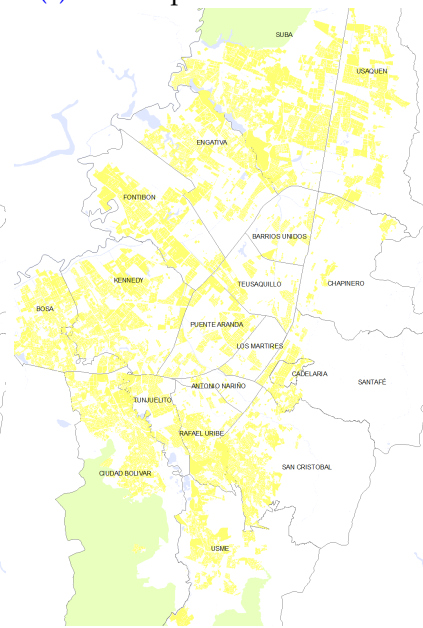 SUBA
USAQUEN
ENGATIVA
FONTIBON
BARRIOS UNIDOS
KENNEDY
TEUSAQUILLO
CHAPINERO
BOSA
PUENTE ARANDA
LOS MARTIRES
CADELARIA
SANTAFÉ
ANTONIO NARIÑO
TUNJUELITO
RAFAEL URIBE
SAN CRISTOBAL
CIUDAD BOLIVAR
USME